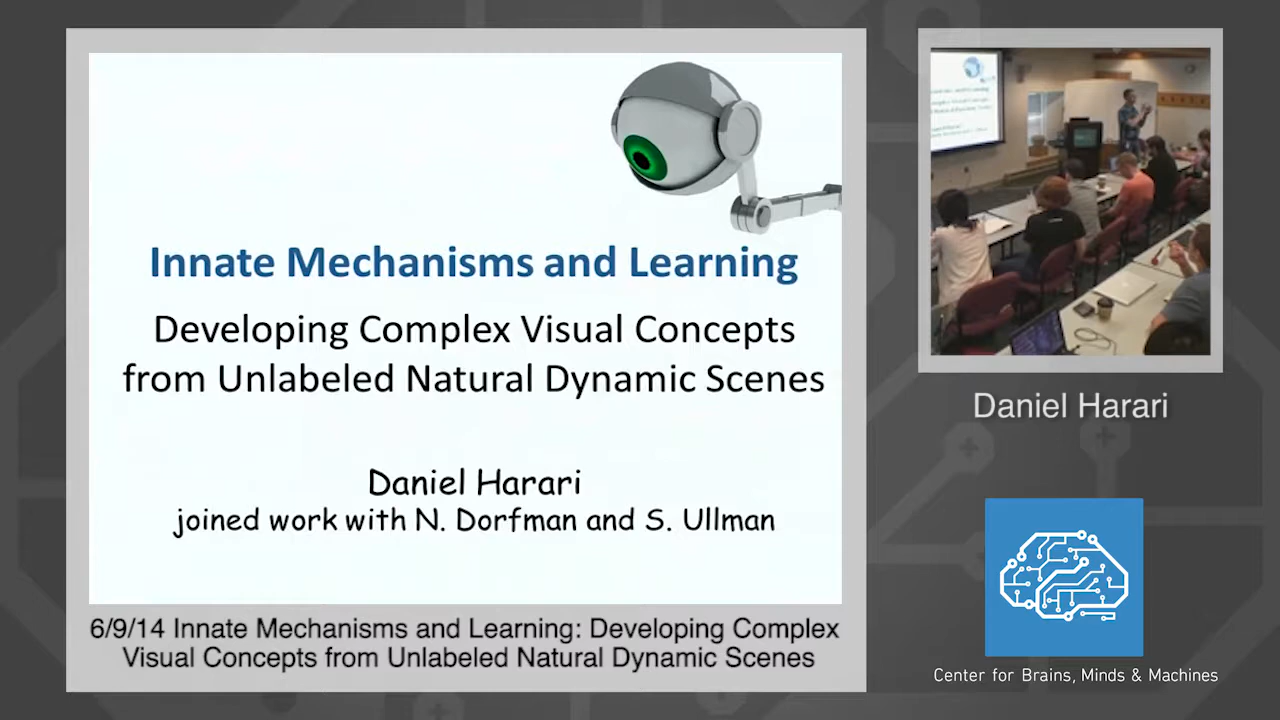 Innate Mechanisms and Learning
Developing Complex Visual Concepts
from Unlabeled Natural Dynamic Scenes
Daniel Harari
joined work with N. Dorfman and S. Ullman
6/9/14 Innate Mechanisms and Learning: Developing Complex
Visual Concepts from Unlabeled Natural Dynamic Scenes
Daniel Harari
Center for Brains, Minds & Machines